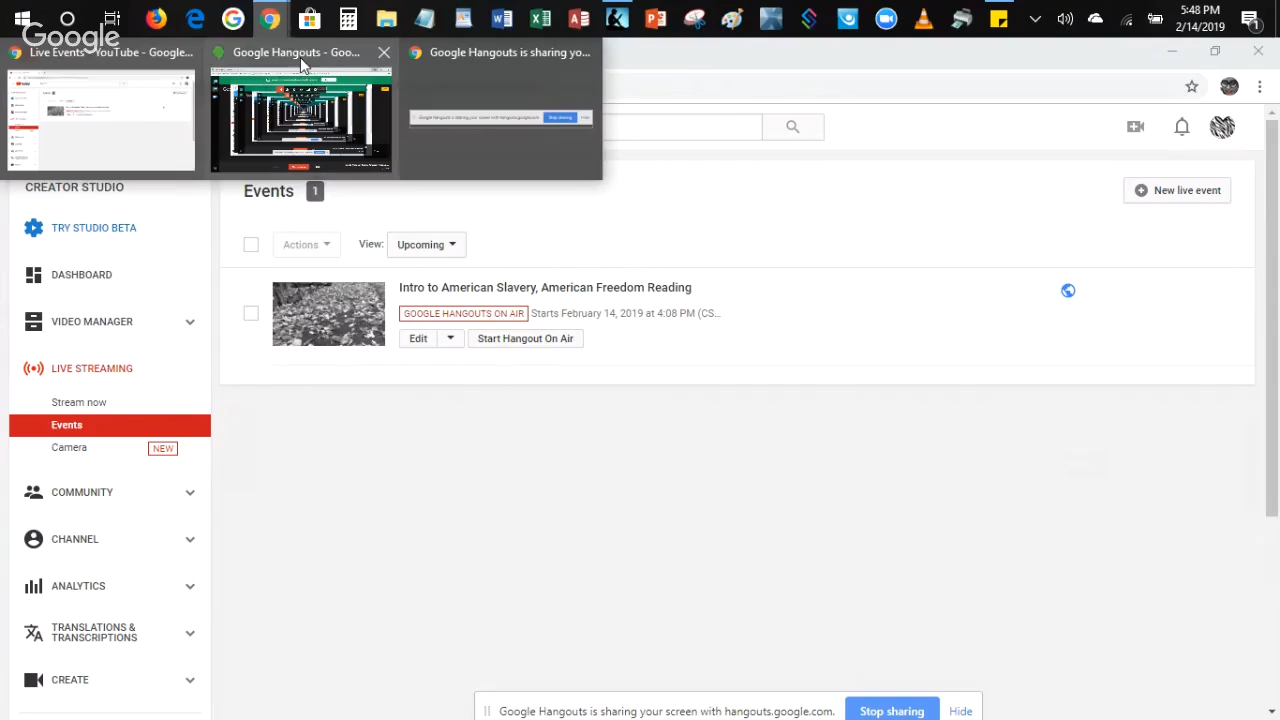 5:48 PM
2/14/2019
1
Google
Live Events - YouTube - Google...
Google Hangouts - Goo...
Google Hangouts is sharing yo...
CREATOR STUDIO
TRY STUDIO BETA
DASHBOARD
VIDEO MANAGER
LIVE STREAMING
Stream now
Events
Camera
NEW
COMMUNITY
CHANNEL
ANALYTICS
TRANSLATIONS &
TRANSCRIPTIONS
CREATE
Events 1
New live event
Actions
View: Upcoming
Intro to American Slavery, American Freedom Reading
GOOGLE HANGOUTS ON AIR Starts February 14, 2019 at 4:08 PM (CS...
Edit
Start Hangout On Air
Google Hangouts is sharing your screen with hangouts.google.com.
Stop sharing
Hide